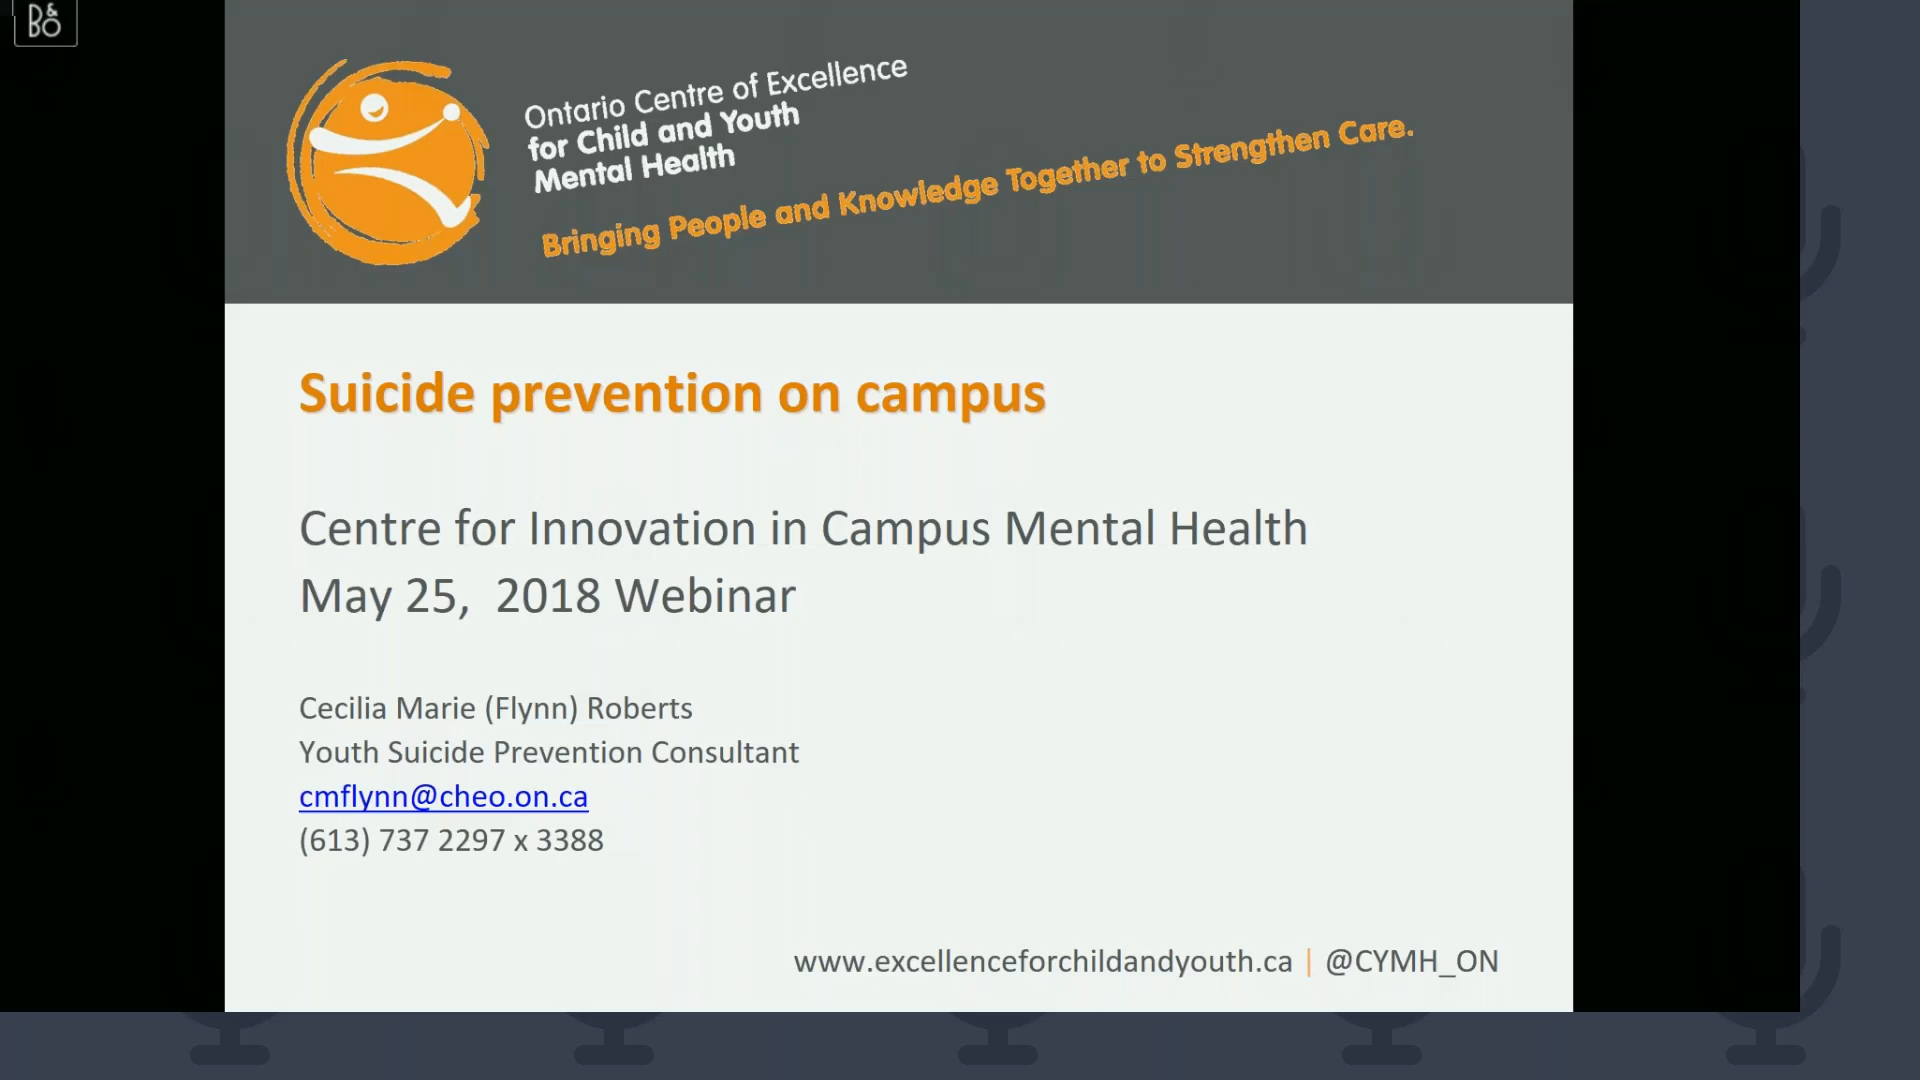 B&O
Ontario Centre of Excellence
for Child and Youth
Mental Health
Bringing People and Knowledge Together to Strengthen Care.
Suicide prevention on campus
Centre for Innovation in Campus Mental Health
May 25, 2018 Webinar
Cecilia Marie (Flynn) Roberts
Youth Suicide Prevention Consultant
cmflynn@cheo.on.ca
(613) 737 2297 x 3388
www.excellenceforchildandyouth.ca | @CYMH_ON